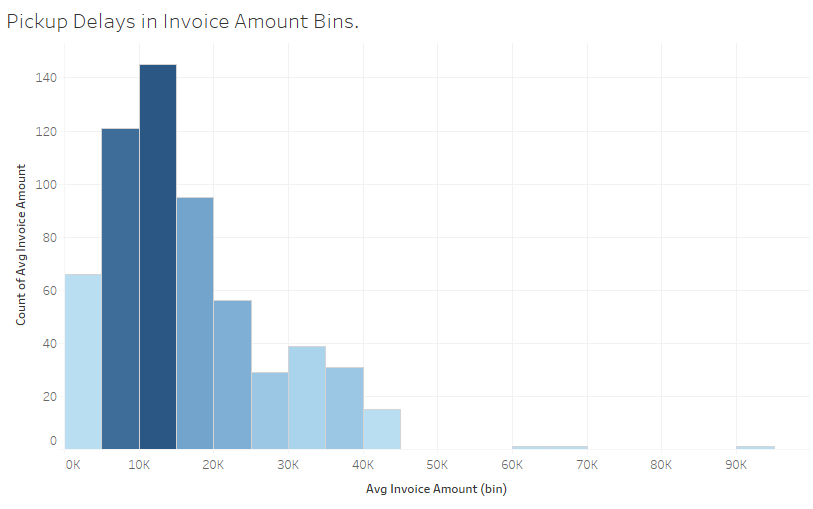 Pickup Delays in Invoice Amount Bins.
140
120
100
80
60
40
20
0
Count of Avg Invoice Amount
0K 10K 20K 30K 40K 50K 60K 70K 80K 90K
Avg Invoice Amount (bin)